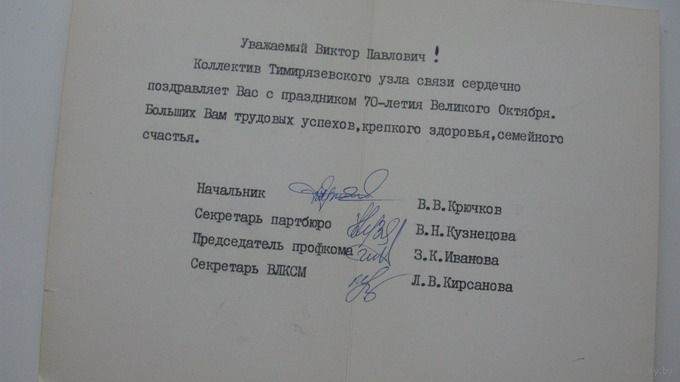 Уважаемый Виктор Павлович !
Коллектив Тимирязевского узла связи сердечно
поздравляет Вас с праздником 70-летия Великого Октября.
Больших Вам трудовых успехов,крепкого здоровья,семейного
счастья.
Начальник В.В.Крючков
Секретарь партбюро В.Н.Кузнецова
Председатель профкома З.К.Иванова
Секретарь ВЛКСМ Л.В.Кирсанова